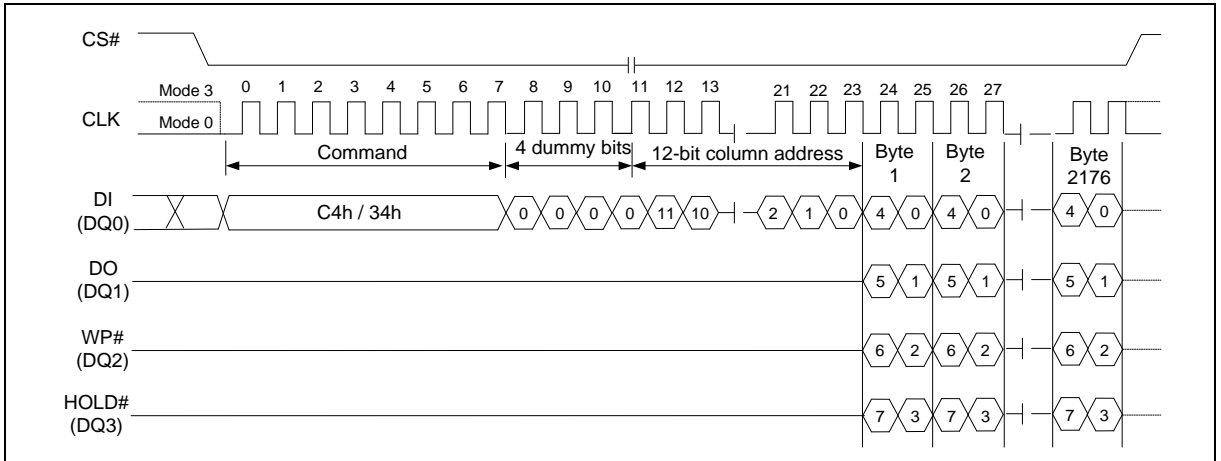 CS#
Mode 3 0 1 2 3 4 5 6 7 8 9 10 11 12 13 21 22 23 24 25 26 27
CLK
Mode 0
Command 4 dummy bits 12-bit column address Byte 1 Byte 2 Byte 2176
DI
(DQ0)
C4h / 34h 0 0 0 0 11 10 2 1 0 4 0 4 0 4 0
DO
(DQ1)
5 1 5 1 5 1
WP#
(DQ2)
6 2 6 2 6 2
HOLD#
(DQ3)
7 3 7 3 7 3